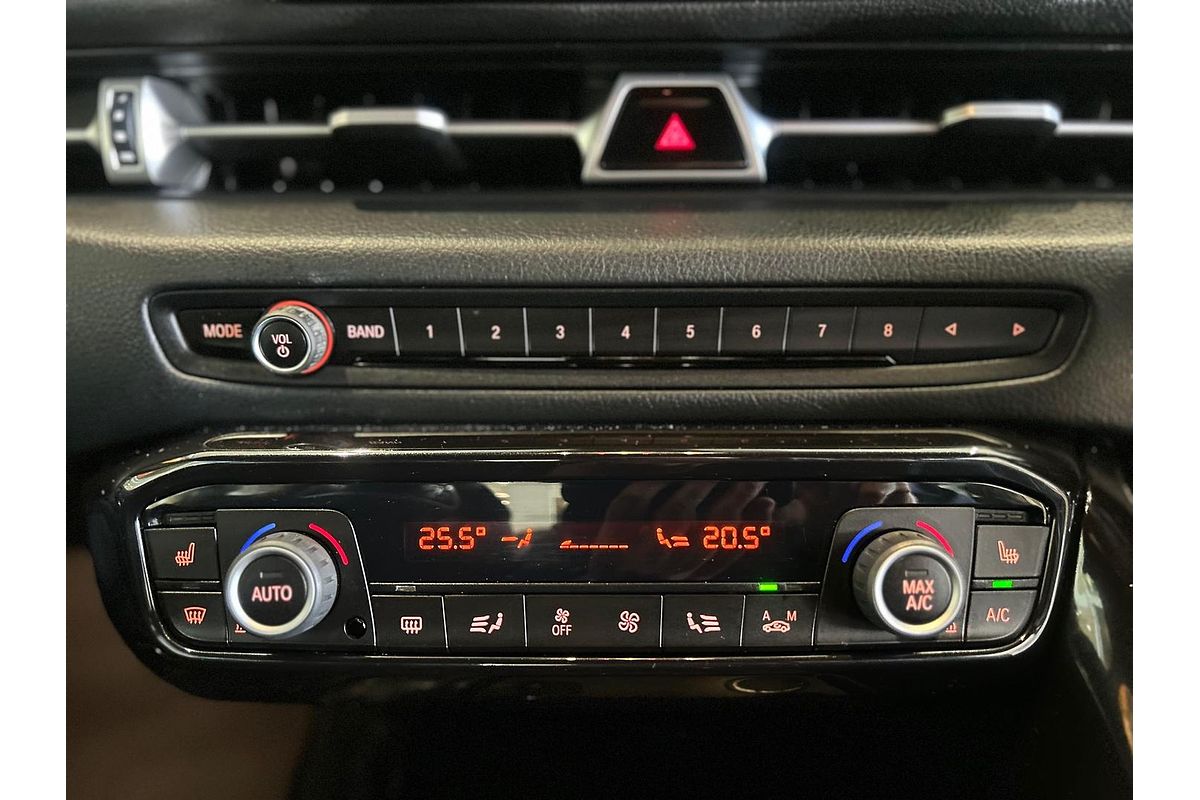 MODE VOL BAND 1 2 3 4 5 6 7 8
25.5° 20.5°
AUTO MAX A/C
OFF A M A/C